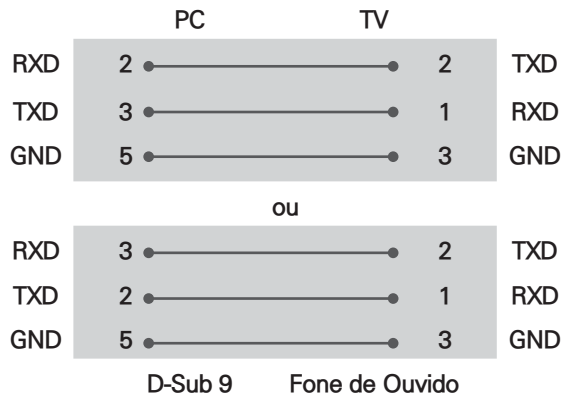 PC TV
RXD 2 2 TXD
TXD 3 1 RXD
GND 5 3 GND
ou
RXD 3 2 TXD
TXD 2 1 RXD
GND 5 3 GND
D-Sub 9 Fone de Ouvido